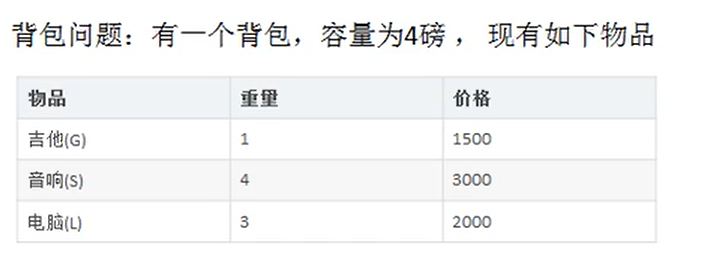 背包问题：有一个背包，容量为4磅 ， 现有如下物品
物品 重量 价格
吉他(G) 1 1500
音响(S) 4 3000
电脑(L) 3 2000